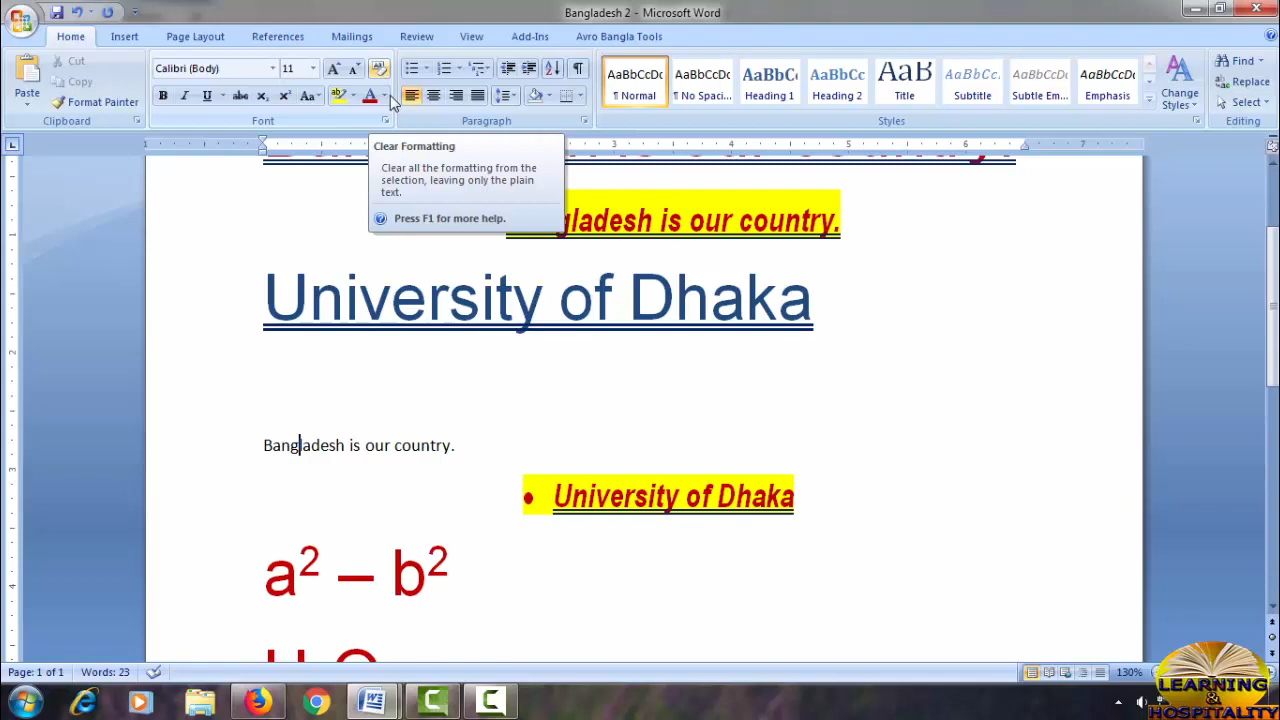 Bangladesh 2 - Microsoft Word
Home Insert Page Layout References Mailings Review View Add-Ins Avro Bangla Tools
Paste
Cut
Copy
Format Painter
Clipboard
Calibri (Body) 11
Font
Paragraph
AaBbCcDc AaBbCcDc AaBbC AaBbCc AaB AaBbCc. AaBbCcDc AaBbCcDc
¶ Normal ¶ No Spaci... Heading 1 Heading 2 Title Subtitle Subtle Em... Emphasis
Change
Styles
Styles
Find
Replace
Select
Editing
Clear Formatting
Clear all the formatting from the
selection, leaving only the plain
text.
Press F1 for more help.
gladesh is our country.
University of Dhaka
Bangladesh is our country.
• University of Dhaka
a² – b²
Page: 1 of 1 Words: 23 130%
LEARNING
&
HOSPITALITY